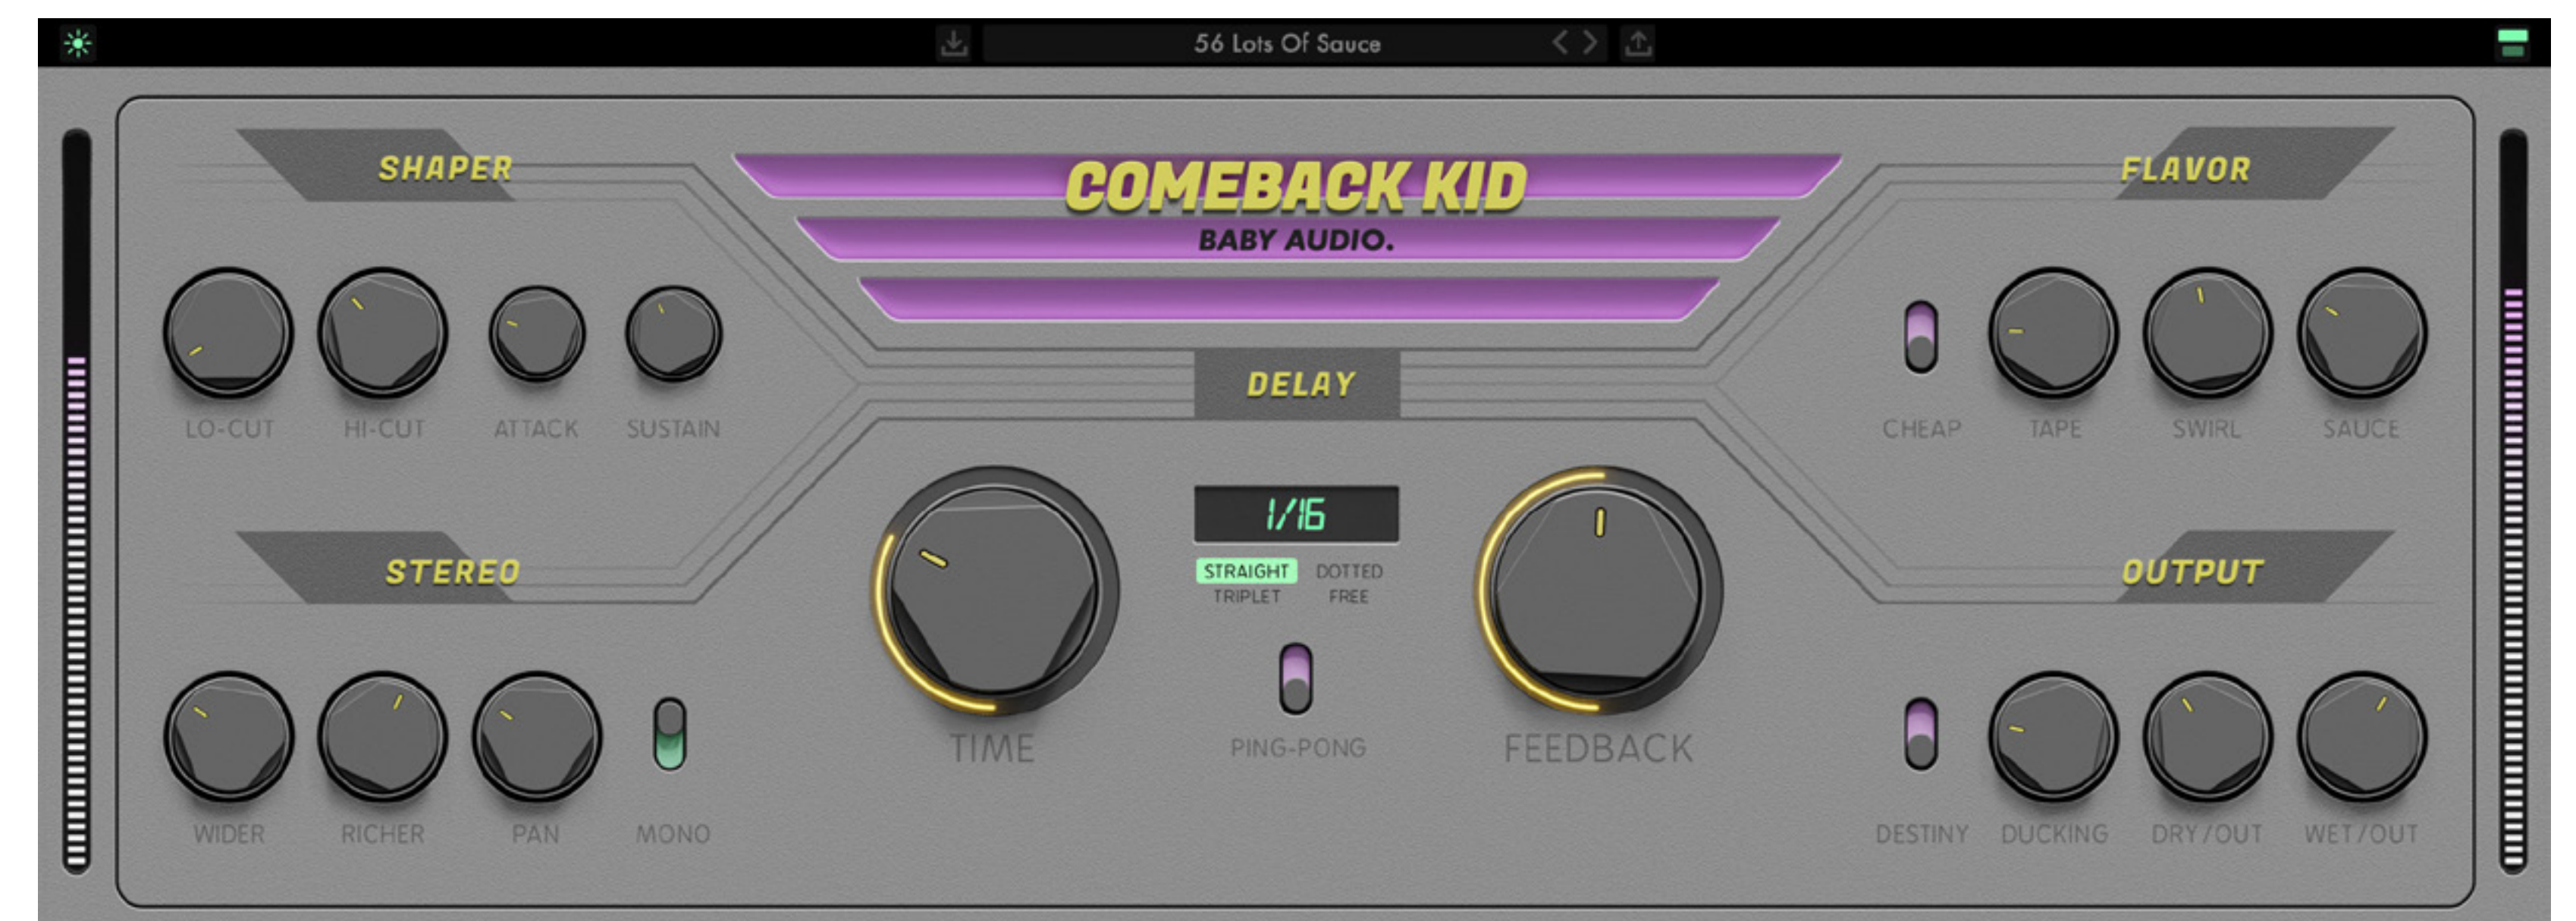 56 Lots Of Sauce
SHAPER
COMEBACK KID
FLAVOR
BABY AUDIO.
DELAY
LO-CUT HI-CUT ATTACK SUSTAIN
CHEAP TAPE SWIRL SAUCE
1/16
STEREO
STRAIGHT DOTTED
TRIPLET FREE
OUTPUT
TIME PING-PONG FEEDBACK
WIDER RICHER PAN MONO
DESTINY DUCKING DRY/OUT WET/OUT